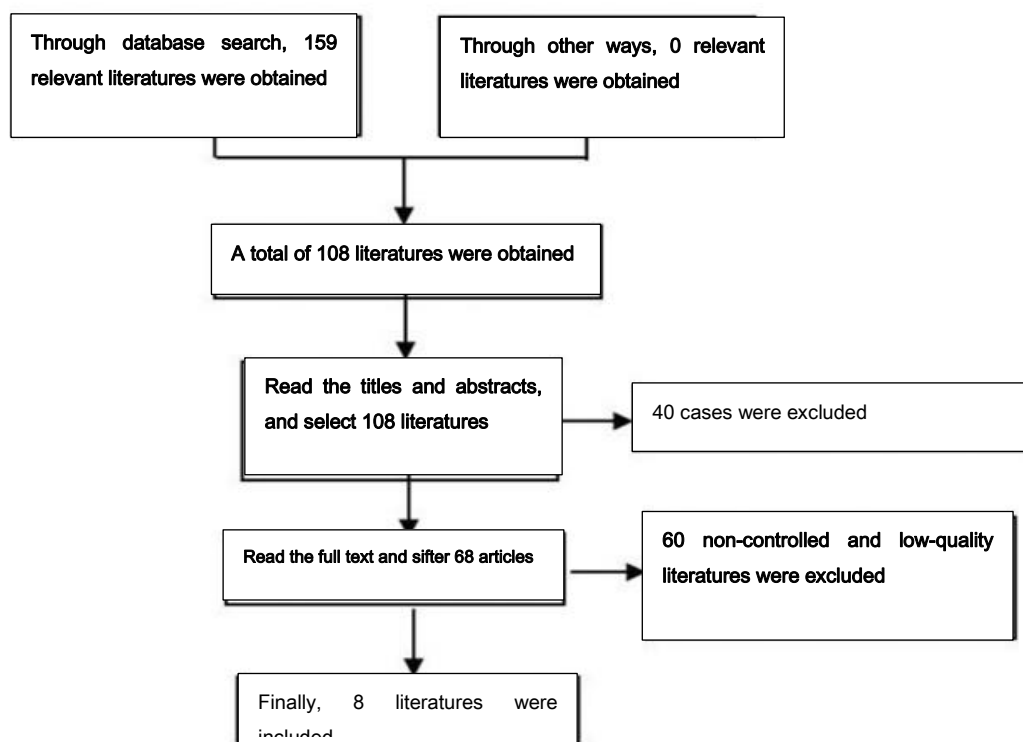 Through database search, 159
relevant literatures were obtained
Through other ways, 0 relevant
literatures were obtained
A total of 108 literatures were obtained
Read the titles and abstracts,
and select 108 literatures
40 cases were excluded
Read the full text and sifter 68 articles
60 non-controlled and low-quality
literatures were excluded
Finally, 8 literatures were
included